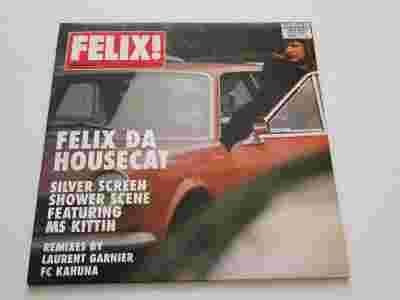 FELIX!
FELIX DA
HOUSECAT
SILVER SCREEN
SHOWER SCENE
FEATURING
MS KITTIN
REMIXES BY
LAURENT GARNIER
FC KAHUNA